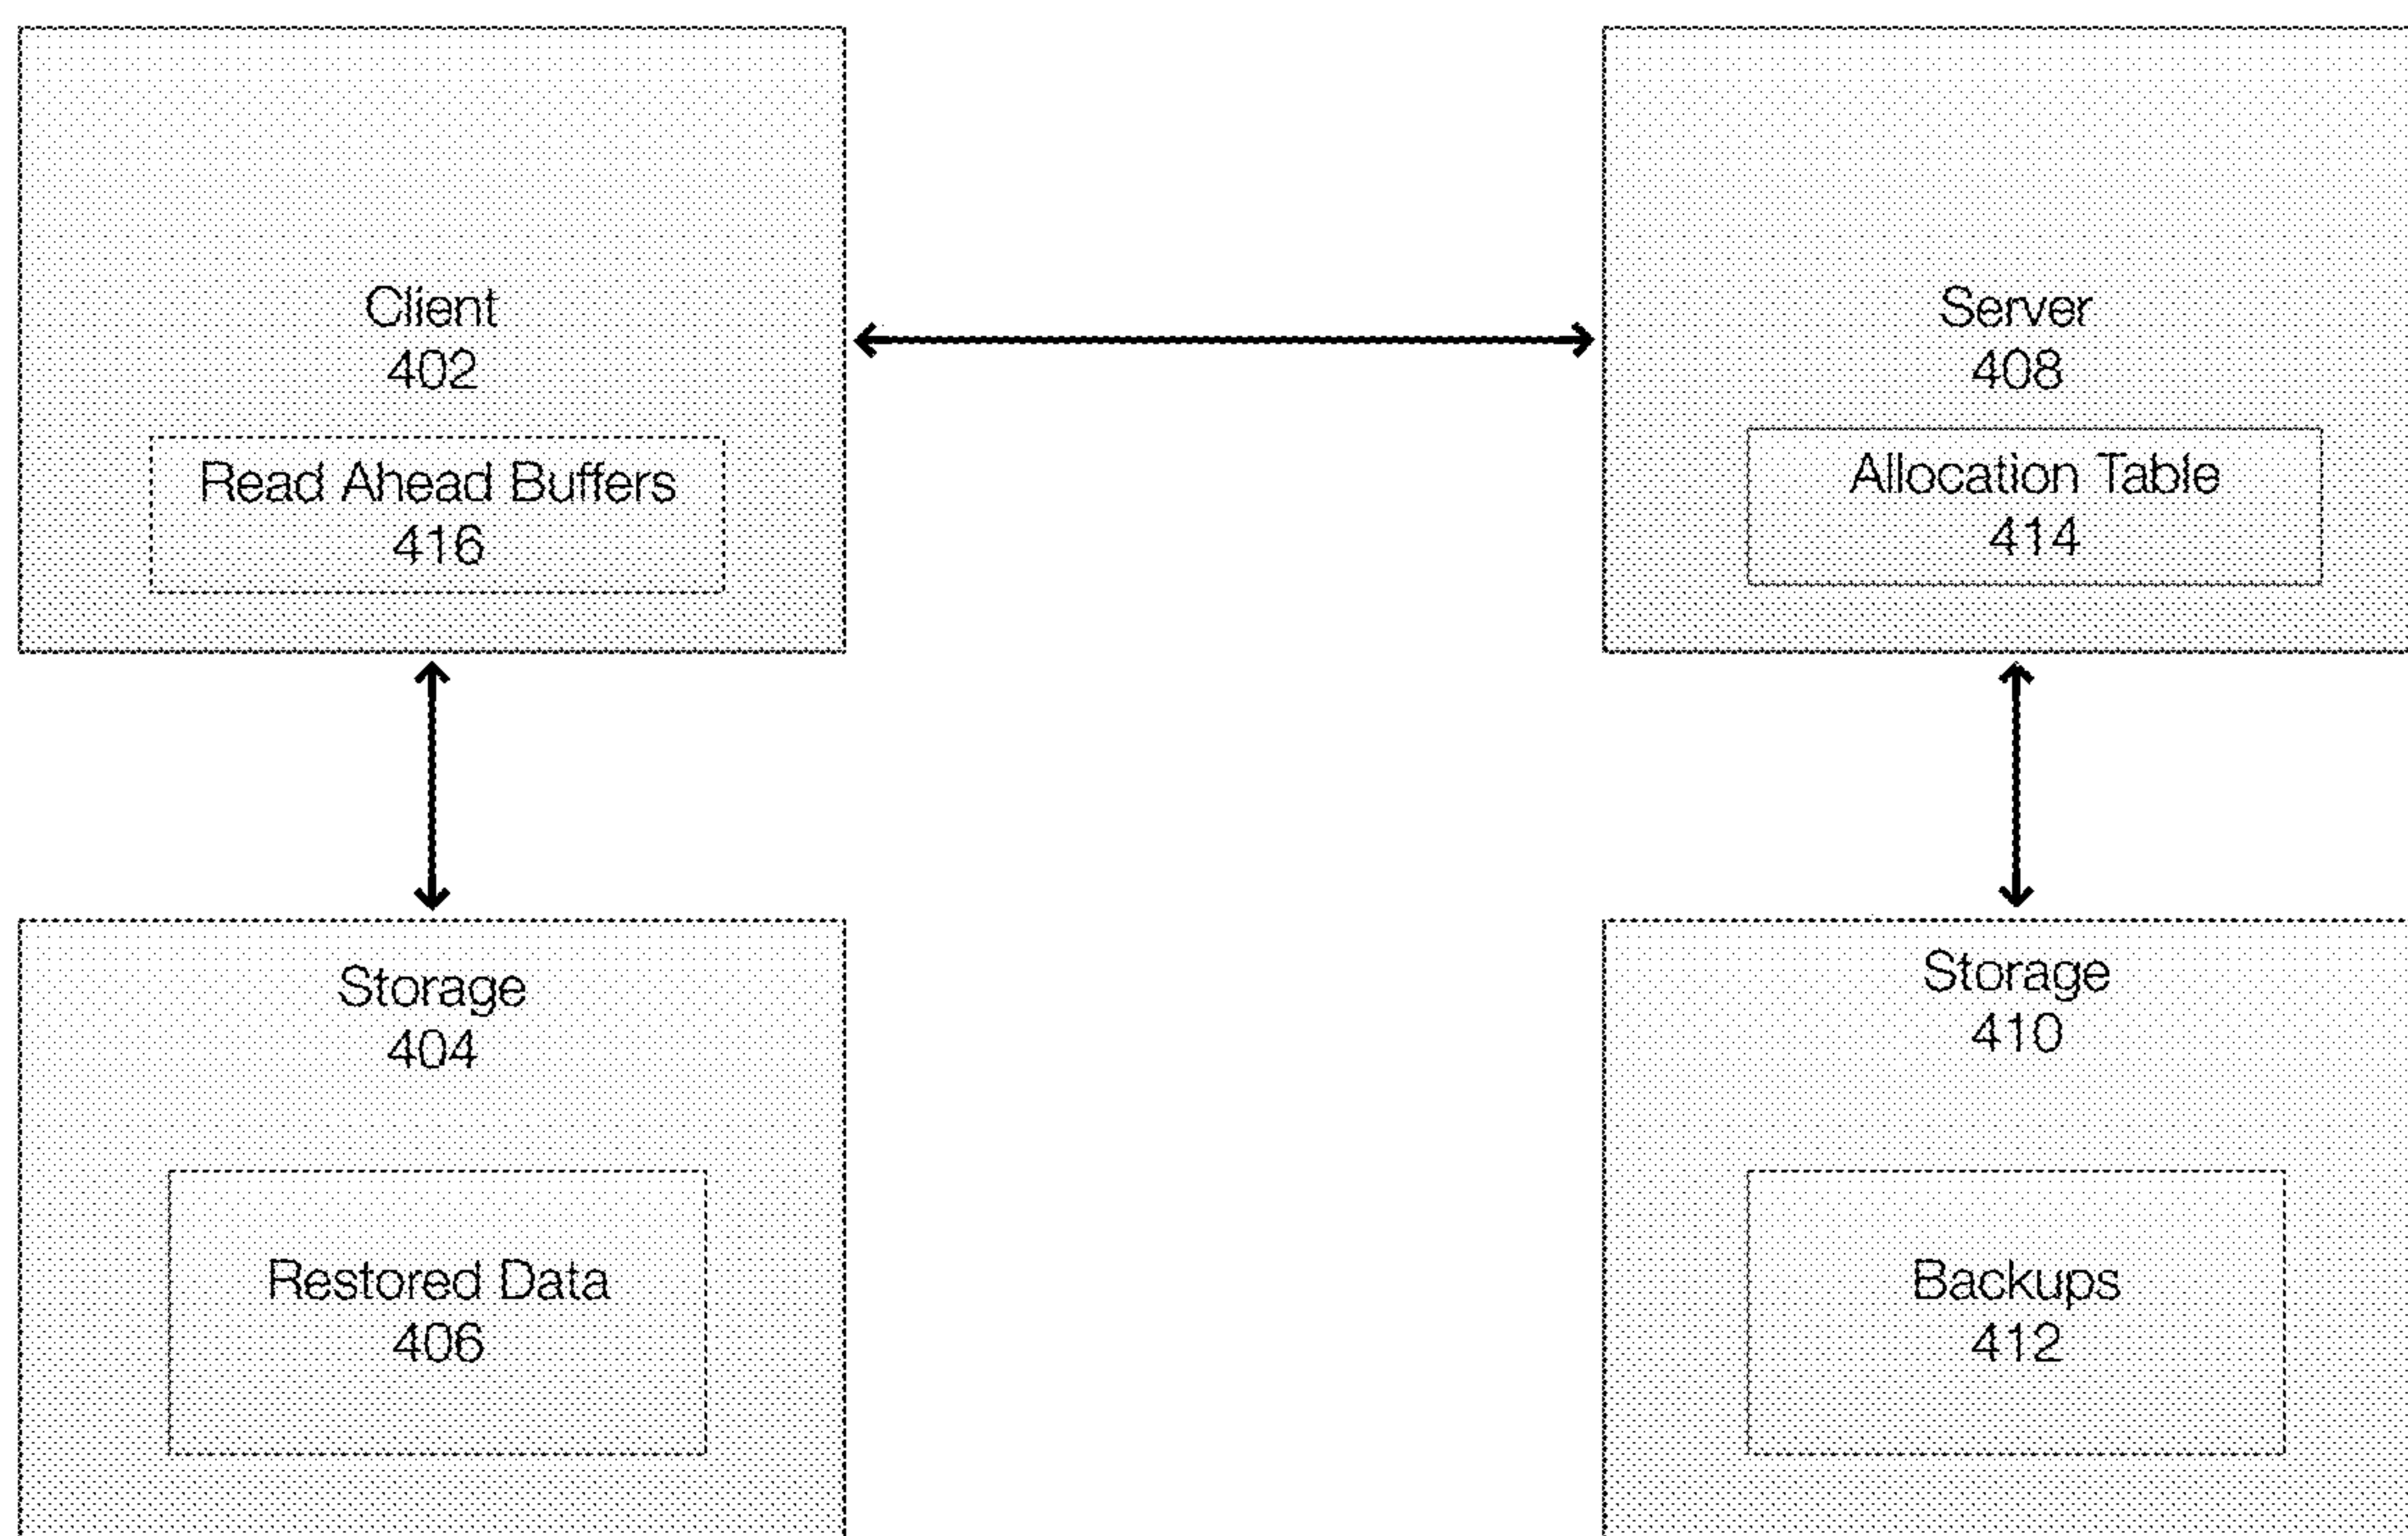 Client
402
Read Ahead Buffers
416
Server
408
Allocation Table
414
Storage
404
Restored Data
406
Storage
410
Backups
412